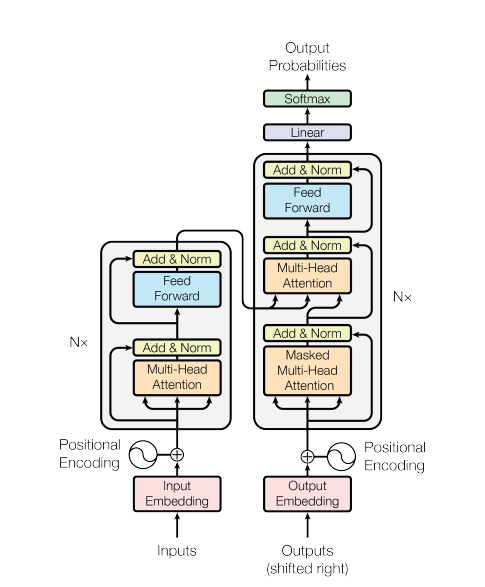 Output
Probabilities
Softmax
Linear
Add & Norm
Feed
Forward
Add & Norm
Multi-Head
Attention
Add & Norm
Masked
Multi-Head
Attention
N×
Add & Norm
Feed
Forward
Add & Norm
Multi-Head
Attention
N×
Positional
Encoding
Positional
Encoding
Input
Embedding
Output
Embedding
Inputs
Outputs
(shifted right)